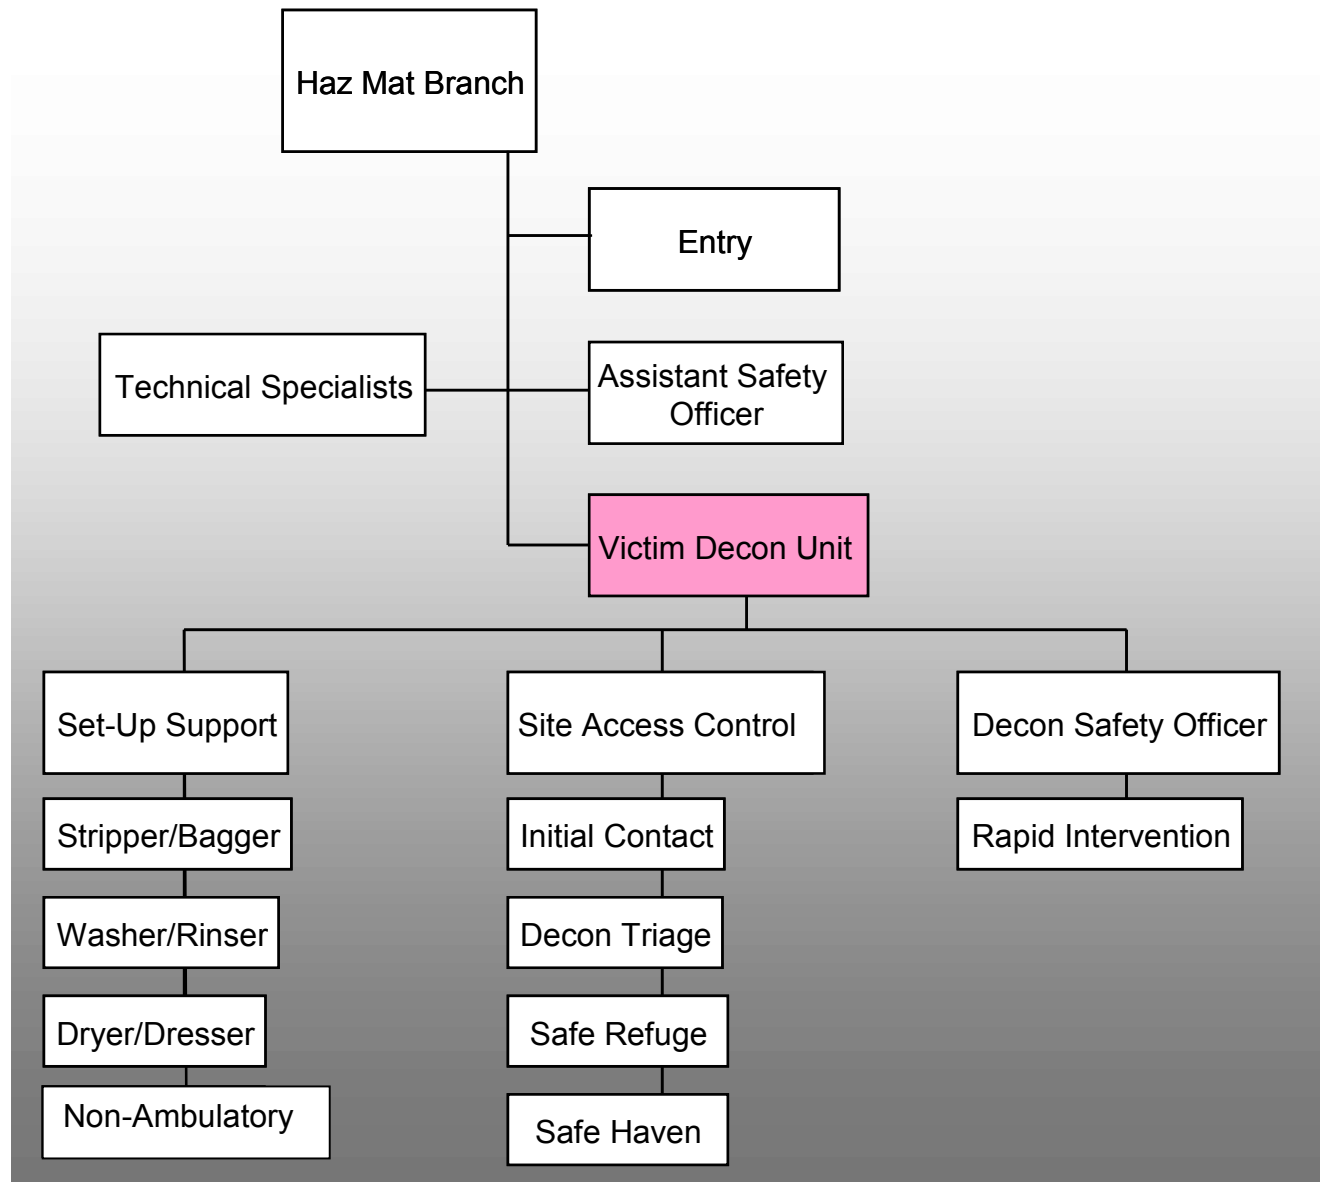 Haz Mat Branch
Entry
Technical Specialists
Assistant Safety
Officer
Victim Decon Unit
Set-Up Support
Site Access Control
Decon Safety Officer
Stripper/Bagger
Initial Contact
Rapid Intervention
Washer/Rinser
Decon Triage
Dryer/Dresser
Safe Refuge
Non-Ambulatory
Safe Haven